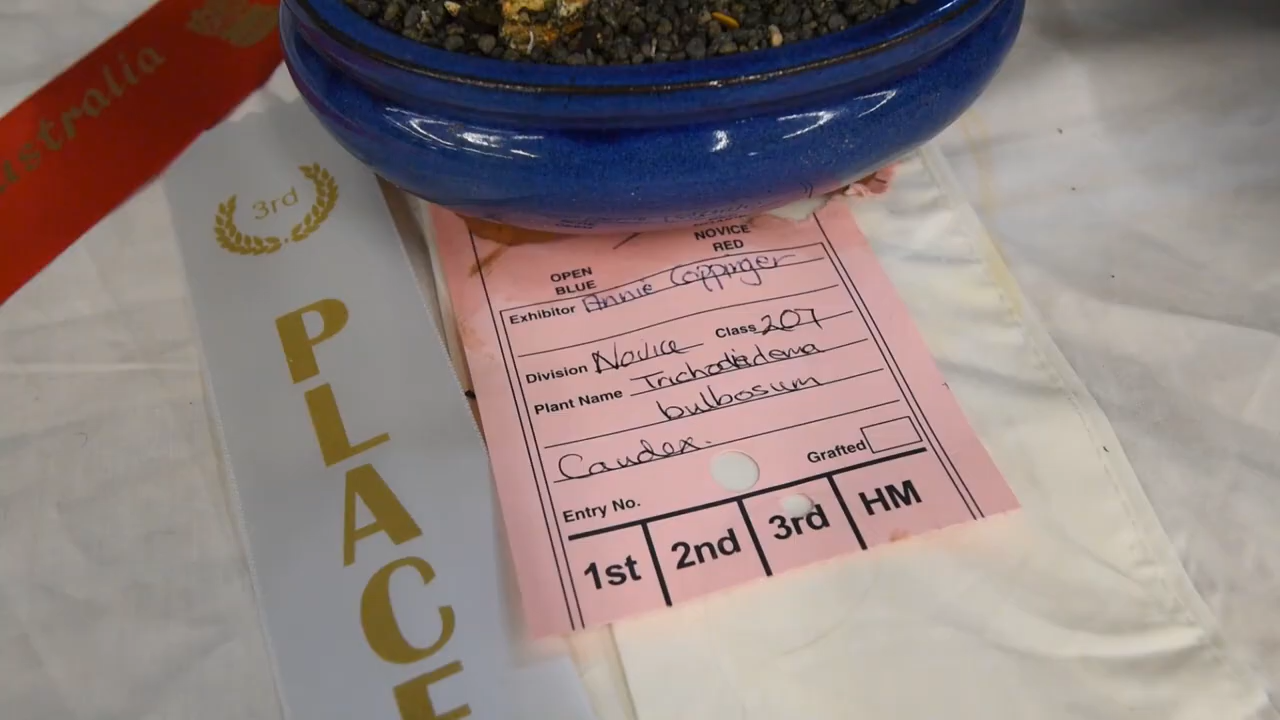 ustralia
3rd
PLACE
NOVICE
RED
OPEN
BLUE
Exhibitor Annie Coppinger
Division Novice Class 207
Plant Name Trichodiadema
bulbosum
Caudex.
Grafted
Entry No.
1st 2nd 3rd HM